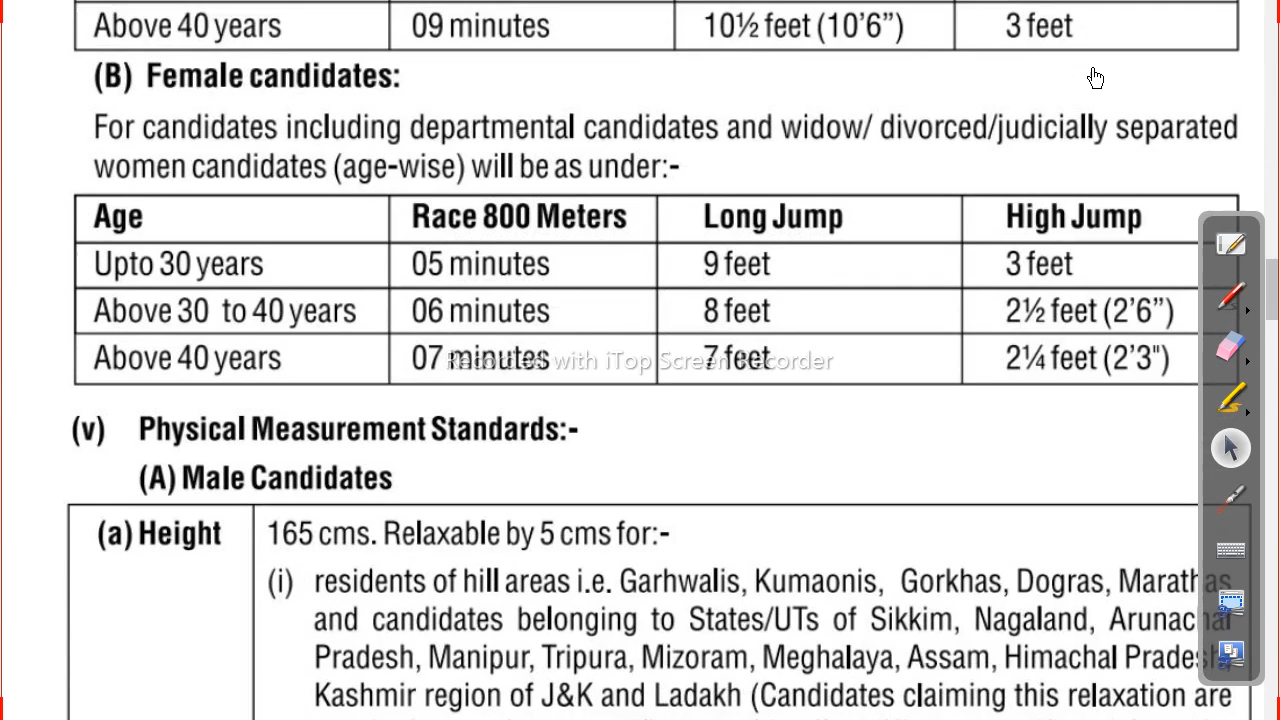 Above 40 years 09 minutes 10½ feet (10’6”) 3 feet
(B) Female candidates:
For candidates including departmental candidates and widow/ divorced/judicially separated
women candidates (age-wise) will be as under:-
Age Race 800 Meters Long Jump High Jump
Upto 30 years 05 minutes 9 feet 3 feet
Above 30 to 40 years 06 minutes 8 feet 2½ feet (2’6”)
Above 40 years 07 minutes 7 feet 2¼ feet (2’3")
Recorded with iTop Screen Recorder
(v) Physical Measurement Standards:-
(A) Male Candidates
(a) Height 165 cms. Relaxable by 5 cms for:-
(i) residents of hill areas i.e. Garhwalis, Kumaonis, Gorkhas, Dogras, Marathas
and candidates belonging to States/UTs of Sikkim, Nagaland, Arunachal
Pradesh, Manipur, Tripura, Mizoram, Meghalaya, Assam, Himachal Pradesh,
Kashmir region of J&K and Ladakh (Candidates claiming this relaxation are